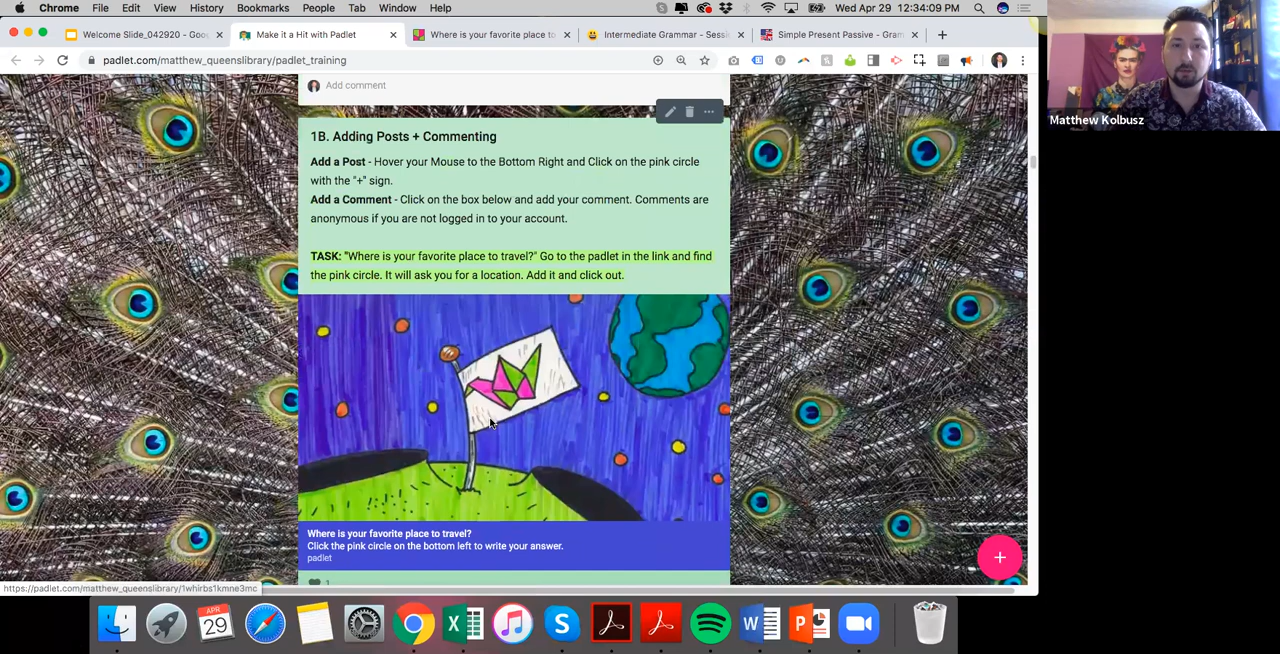 Chrome File Edit View History Bookmarks People Tab Window Help Wed Apr 29 12:34:09 PM
Welcome Slide_042920 - Goo
Make it a Hit with Padlet
Where is your favorite place to
Intermediate Grammar - Sessi
Simple Present Passive - Gram
padlet.com/matthew_queenslibrary/padlet_training
Add comment
1B. Adding Posts + Commenting
Add a Post - Hover your Mouse to the Bottom Right and Click on the pink circle
with the "+" sign.
Add a Comment - Click on the box below and add your comment. Comments are
anonymous if you are not logged in to your account.
TASK: "Where is your favorite place to travel?" Go to the padlet in the link and find
the pink circle. It will ask you for a location. Add it and click out.
Where is your favorite place to travel?
Click the pink circle on the bottom left to write your answer.
padlet
1
https://padlet.com/matthew_queenslibrary/1whirbs1kmne3mc
Matthew Kolbusz
APR
29